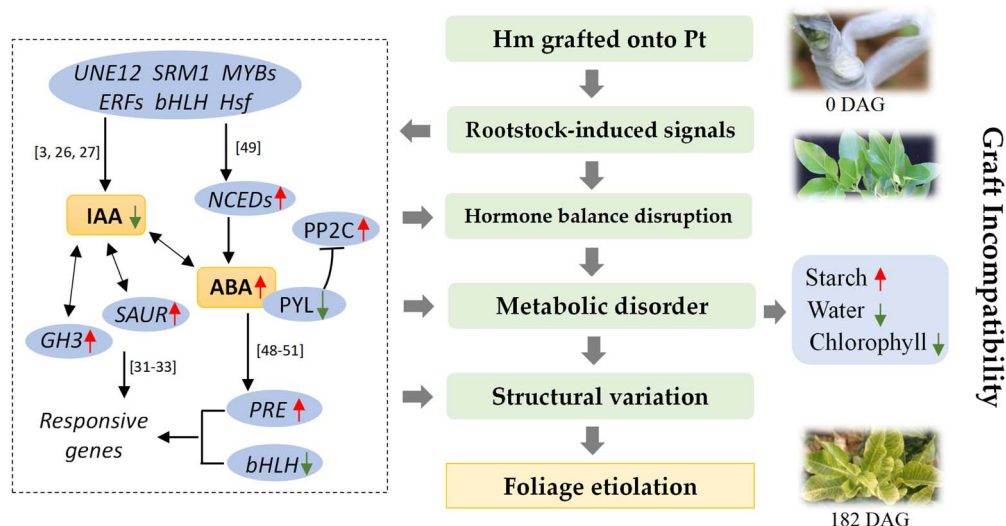 UNE12 SRM1 MYBs
ERFs bHLH Hsf
[3, 26, 27]
[49]
IAA
NCEDs
PP2C
ABA
PYL
SAUR
GH3
[31-33]
[48-51]
Responsive
genes
PRE
bHLH
Hm grafted onto Pt
Rootstock-induced signals
Hormone balance disruption
Metabolic disorder
Structural variation
Foliage etiolation
0 DAG
Starch
Water
Chlorophyll
182 DAG
Graft Incompatibility